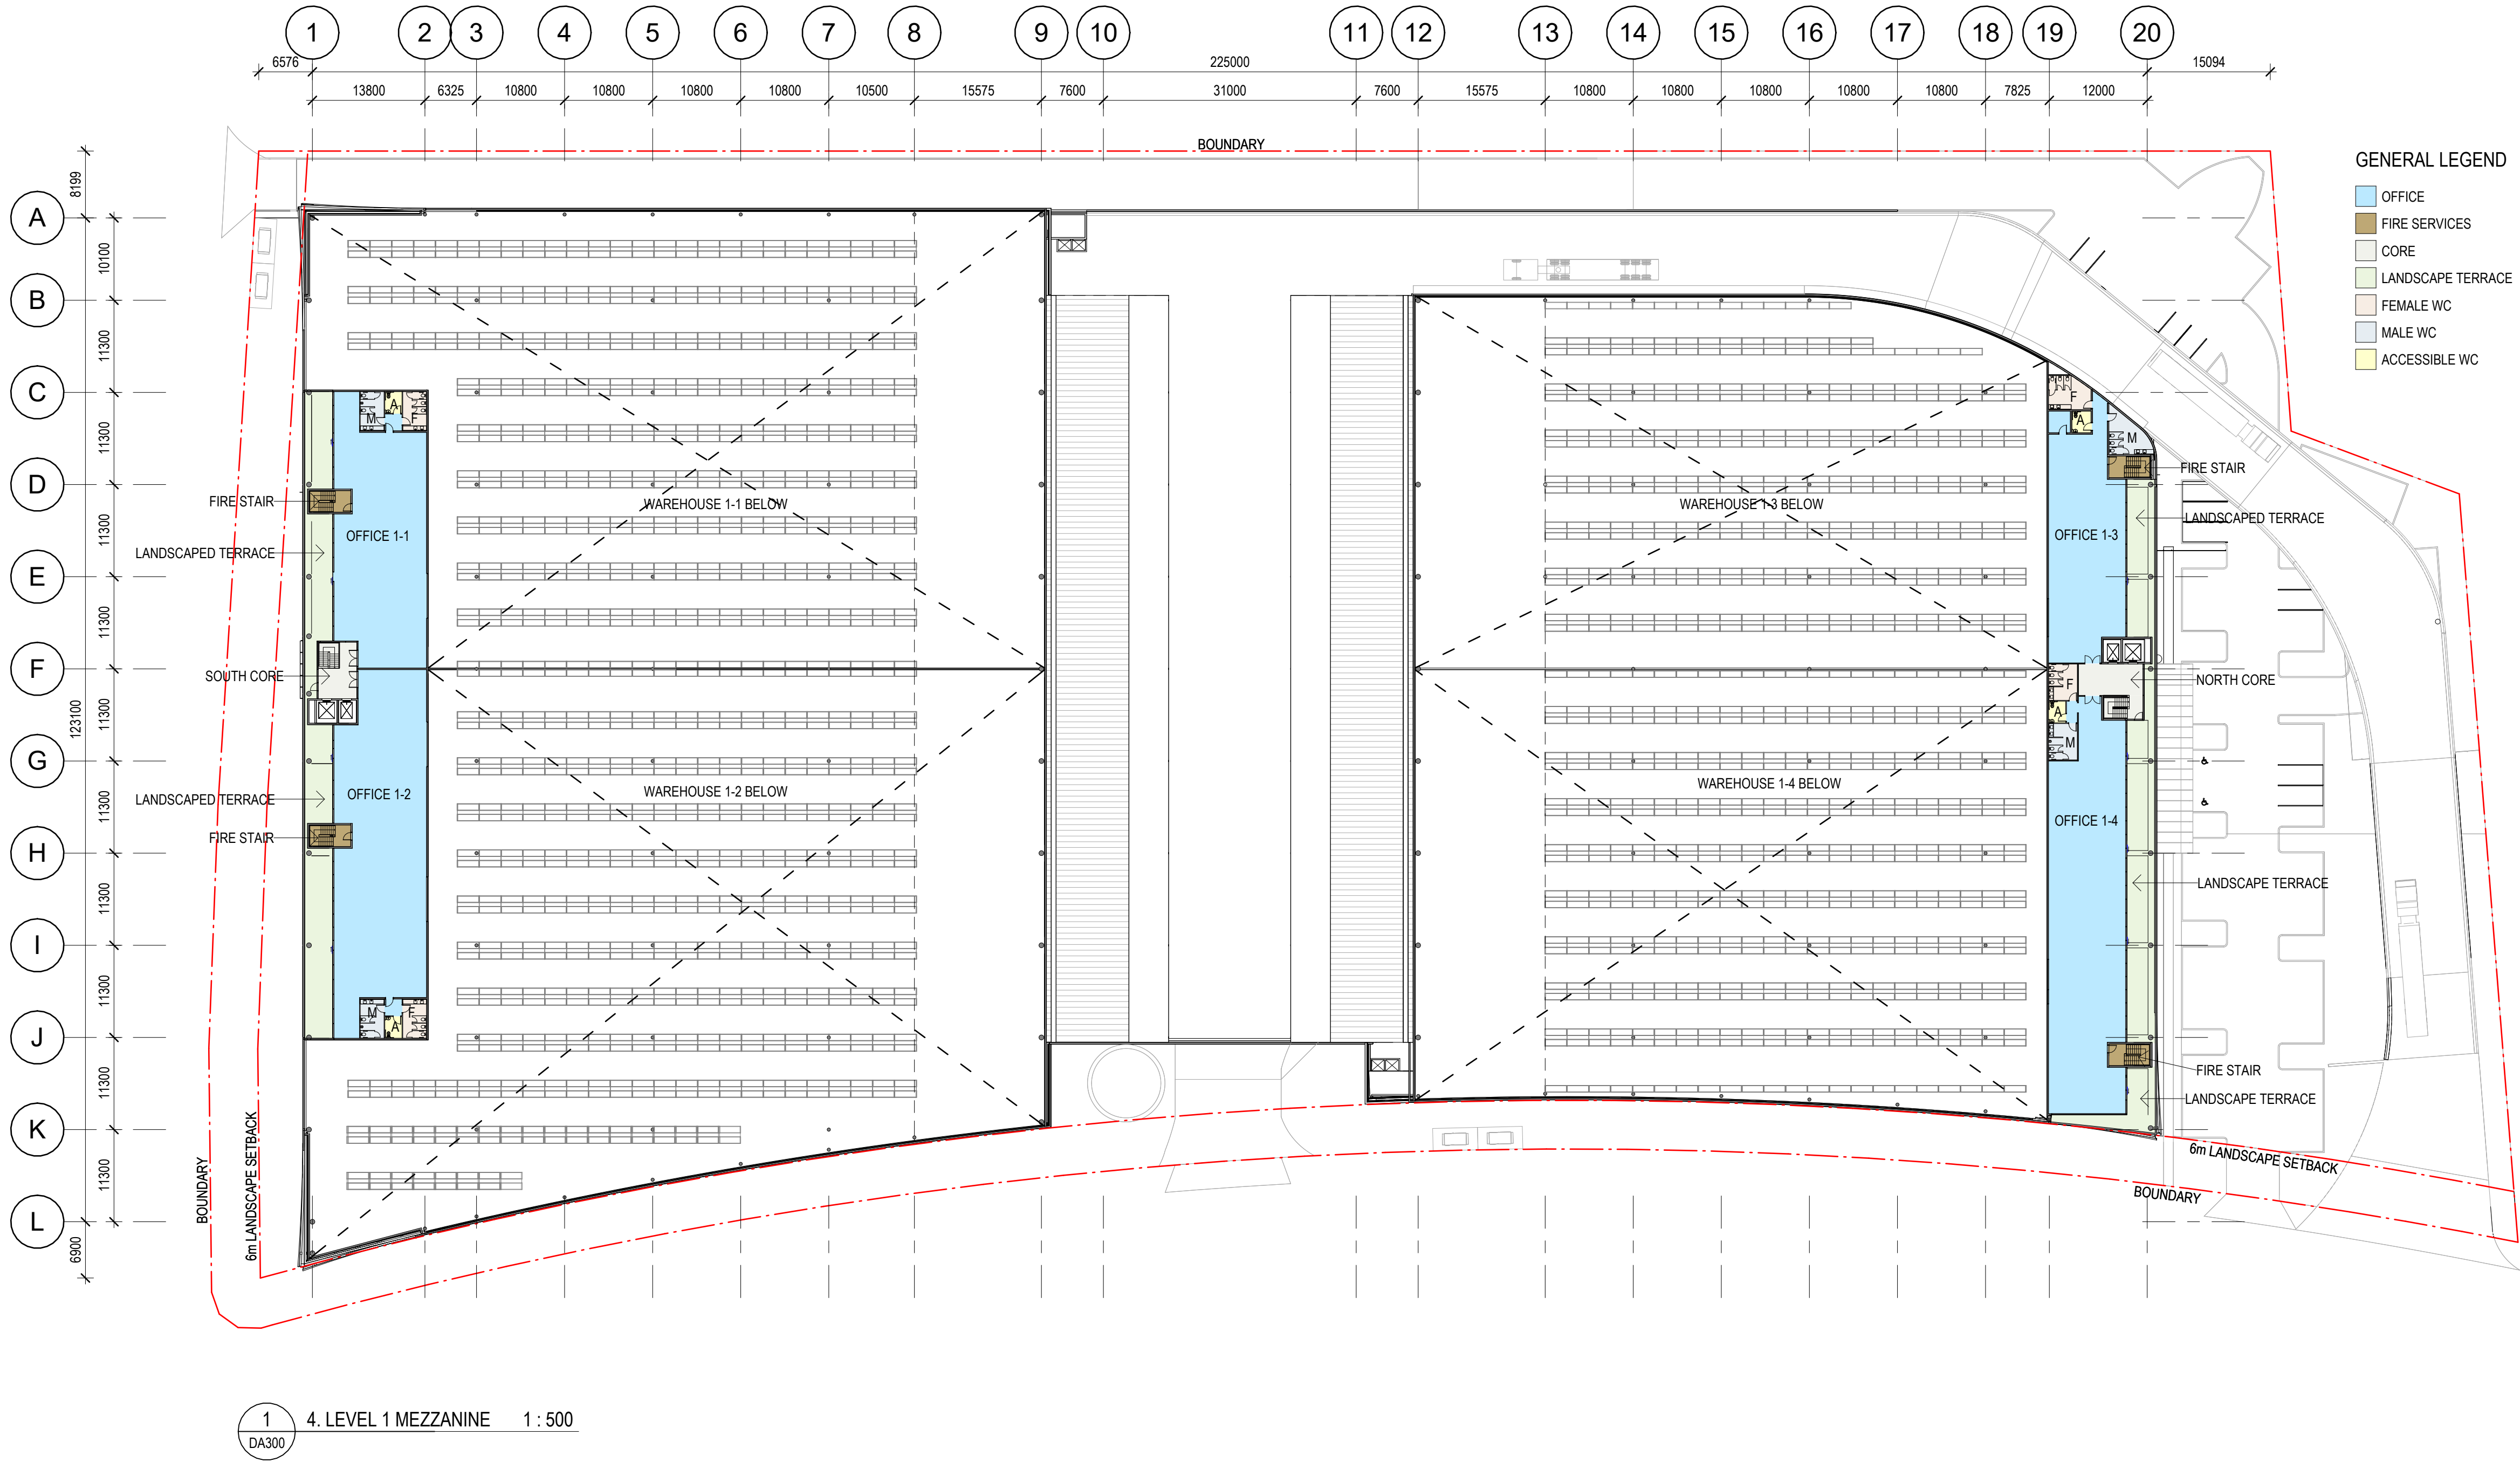 1 2 3 4 5 6 7 8 9 10 11 12 13 14 15 16 17 18 19 20
6576 225000 15094
13800 6325 10800 10800 10800 10800 10500 15575 7600 31000 7600 15575 10800 10800 10800 10800 10800 7825 12000
BOUNDARY
GENERAL LEGEND
OFFICE
FIRE SERVICES
CORE
LANDSCAPE TERRACE
FEMALE WC
MALE WC
ACCESSIBLE WC
8199
A
10100
B
11300
C
11300
D
11300
E
11300
F
123100
11300
G
11300
H
11300
I
11300
J
11300
K
11300
L
6900
M A F
FIRE STAIR
OFFICE 1-1
LANDSCAPED TERRACE
SOUTH CORE
OFFICE 1-2
LANDSCAPED TERRACE
FIRE STAIR
M A F
BOUNDARY
6m LANDSCAPE SETBACK
WAREHOUSE 1-1 BELOW
WAREHOUSE 1-2 BELOW
WAREHOUSE 1-3 BELOW
WAREHOUSE 1-4 BELOW
F
A
M
FIRE STAIR
LANDSCAPED TERRACE
OFFICE 1-3
NORTH CORE
F
A
M
OFFICE 1-4
LANDSCAPE TERRACE
FIRE STAIR
LANDSCAPE TERRACE
6m LANDSCAPE SETBACK
BOUNDARY
1
DA300
4. LEVEL 1 MEZZANINE 1 : 500